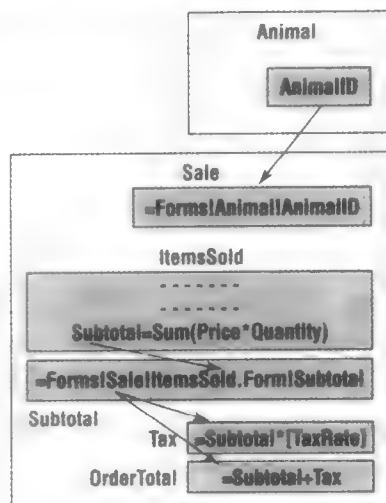 Animal
AnimalID
Sale
=Forms!Animal!AnimalID
ItemsSold
- - - - - - -
- - - - - - -
Subtotal=Sum(Price*Quantity)
=Forms!Sale!ItemsSold.Form!Subtotal
Subtotal
Tax =Subtotal*[TaxRate)
OrderTotal =Subtotal+Tax